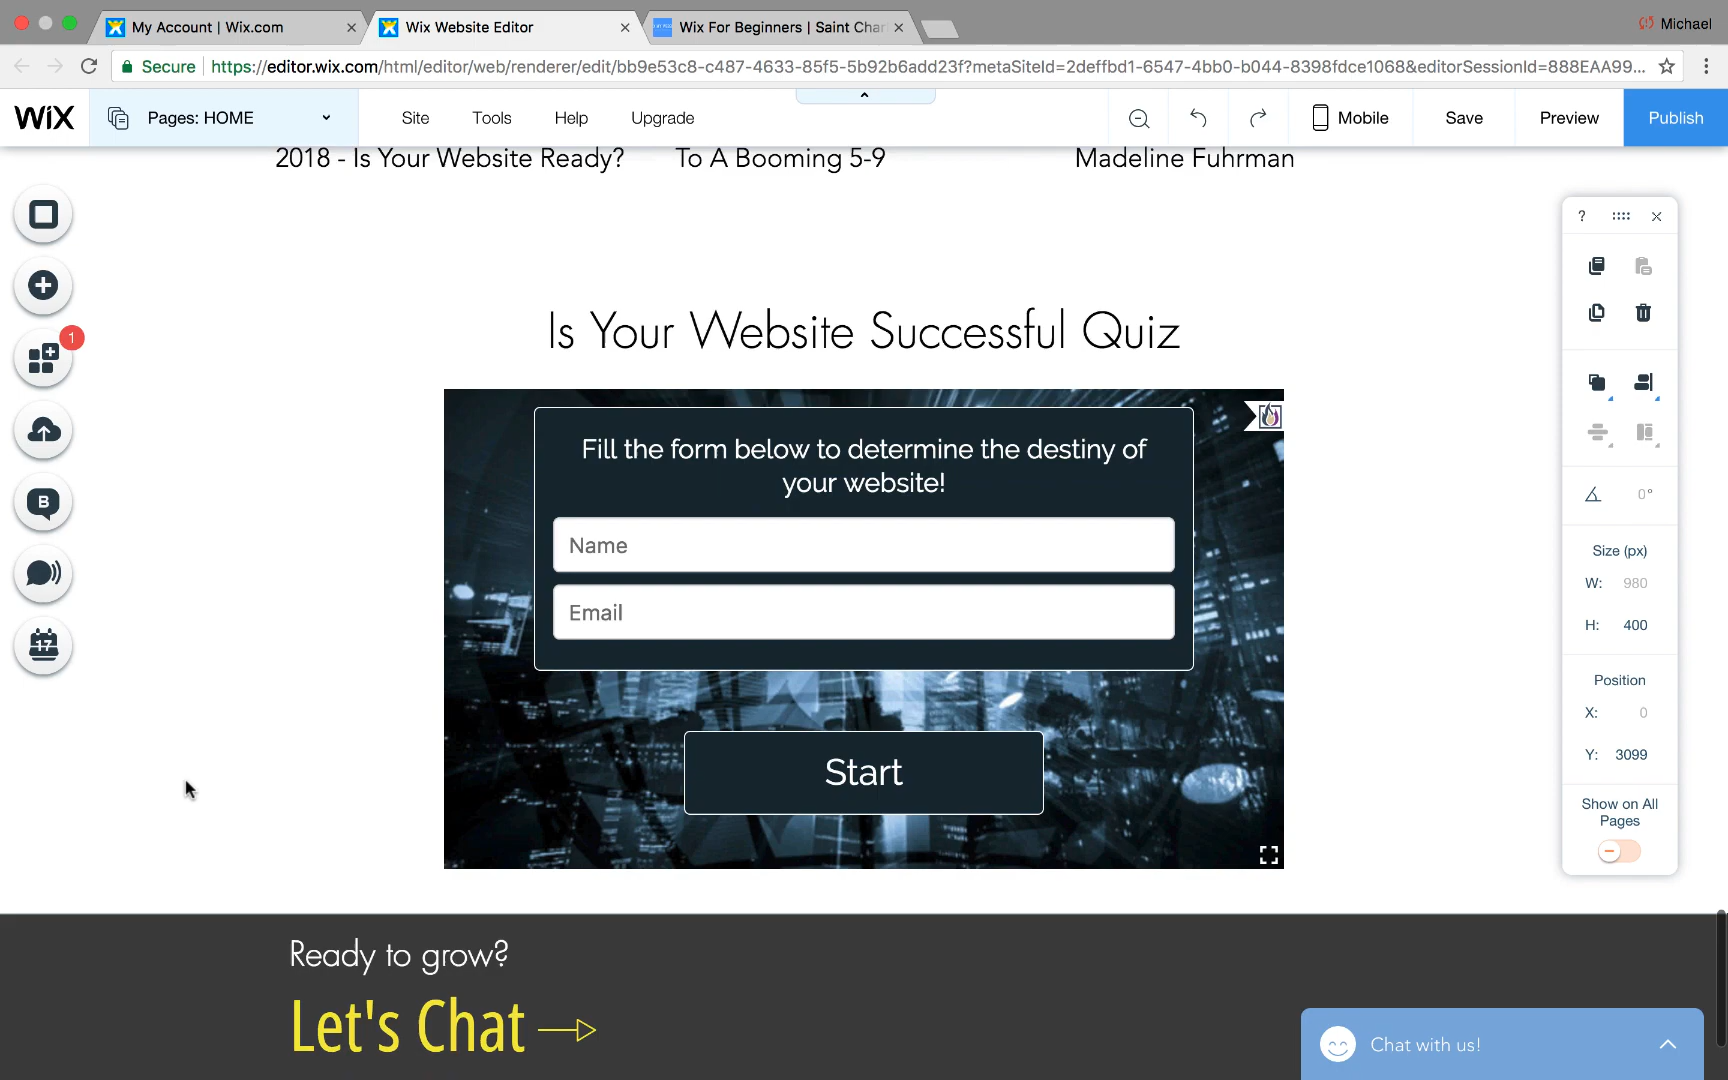 My Account | Wix.com
Wix Website Editor
Wix For Beginners | Saint Char
Michael
Secure
https://editor.wix.com/html/editor/web/renderer/edit/bb9e53c8-c487-4633-85f5-5b92b6add23f?metaSiteId=2deffbd1-6547-4bb0-b044-8398fdce1068&editorSessionId=888EAA99...
WiX
Pages: HOME
Site
Tools
Help
Upgrade
Mobile
Save
Preview
Publish
2018 - Is Your Website Ready?
To A Booming 5-9
Madeline Fuhrman
?
1
Is Your Website Successful Quiz
Fill the form below to determine the destiny of
your website!
Name
Email
Start
B
17
0°
Size (px)
W: 980
H: 400
Position
X: 0
Y: 3099
Show on All
Pages
Ready to grow?
Let's Chat
Chat with us!